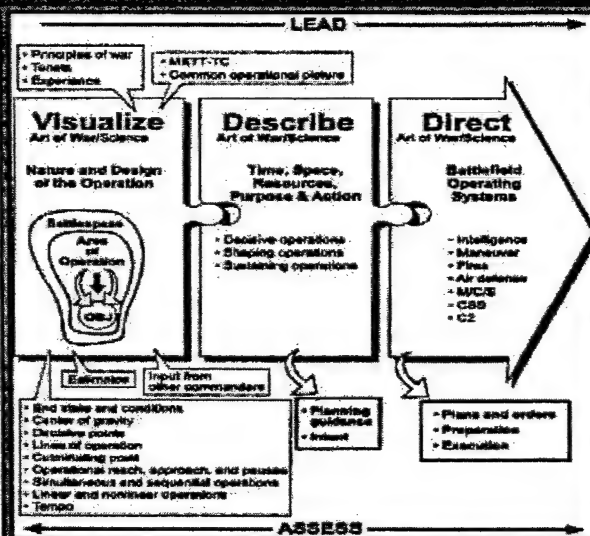 LEAD
• Principles of war
• Tenets
• Experience
• METT-TC
• Common operational picture
Visualize
Art of War/Science
Nature and Design
of the Operation
Battlespace
Area
of
Operation
OBJ
Describe
Art of War/Science
Time, Space,
Resources,
Purpose & Action
• Decisive operations
• Shaping operations
• Sustaining operations
Direct
Art of War/Science
Battlefield
Operating
Systems
– Intelligence
• Maneuver
• Fires
• Air defense
• M/C/S
• CSS
• C2
Estimates
Input from
other commanders
• End state and conditions
• Center of gravity
• Decisive points
• Lines of operation
• Culminating point
• Operational reach, approach, and pauses
• Simultaneous and sequential operations
• Linear and nonlinear operations
• Tempo
• Planning
guidance
• Intent
• Plans and orders
• Preparation
• Execution
ASSESS